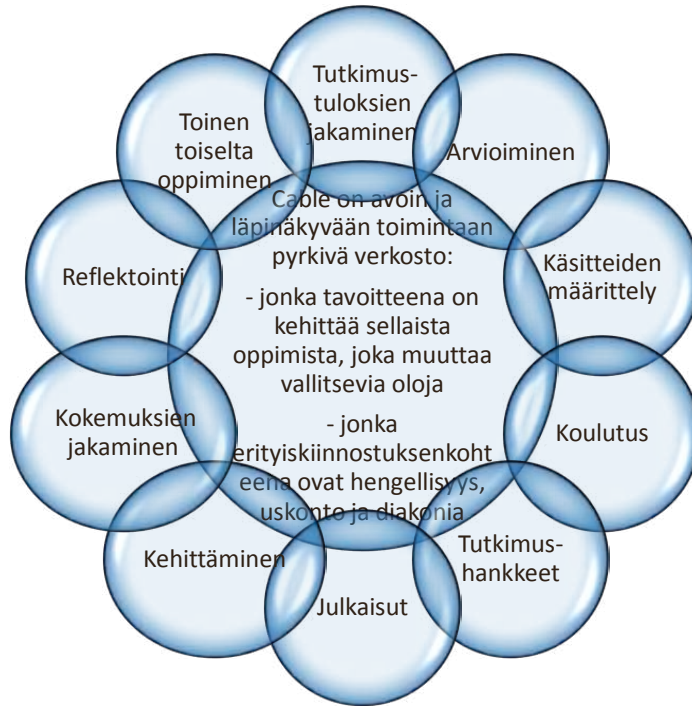 Tutkimus-
tuloksien
jakaminen
Arvioiminen
Käsitteiden
määrittely
Koulutus
Tutkimus-
hankkeet
Julkaisut
Kehittäminen
Kokemuksien
jakaminen
Reflektointi
Toinen
toiselta
oppiminen
Cable on avoin ja
läpinäkyvään toimintaan
pyrkivä verkosto:
- jonka tavoitteena on
kehittää sellaista
oppimista, joka muuttaa
vallitsevia oloja
- jonka
erityiskiinnostuksenkoht
eena ovat hengellisyys,
uskonto ja diakonia